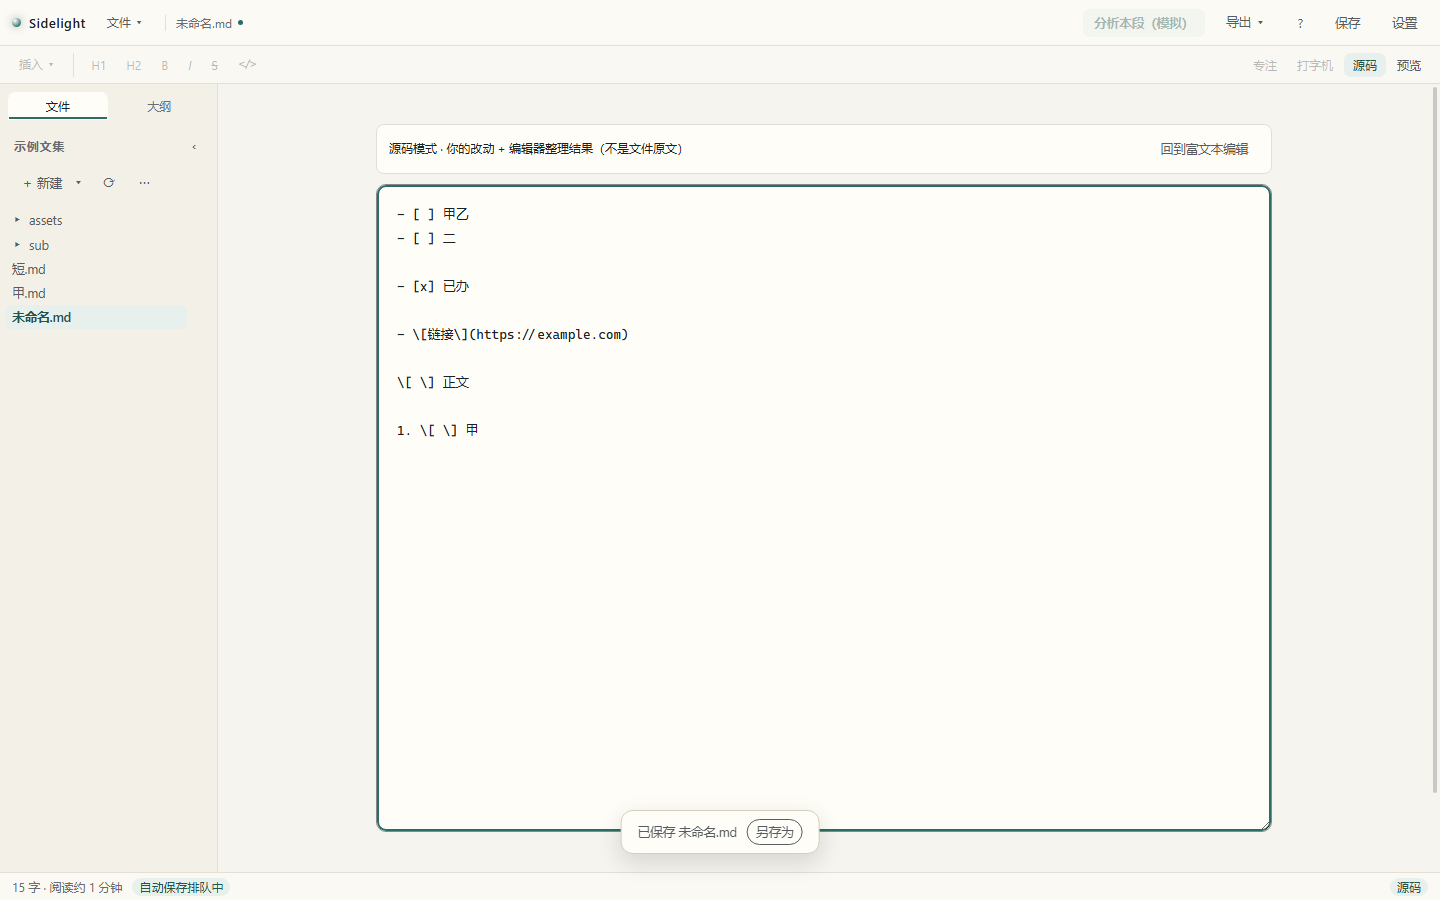 Sidelight 文件 未命名.md 分析本段（模拟） 导出 ? 保存 设置
插入 H1 H2 B I S </> 专注 打字机 源码 预览
文件 大纲
示例文集
+ 新建 ···
assets
sub
短.md
甲.md
未命名.md
源码模式 · 你的改动 + 编辑器整理结果（不是文件原文） 回到富文本编辑
- [ ] 甲乙
- [ ] 二
- [x] 已办
- \[链接\](https://example.com)
\[ \] 正文
1. \[ \] 甲
已保存 未命名.md 另存为
15 字 · 阅读约 1 分钟 自动保存排队中 源码